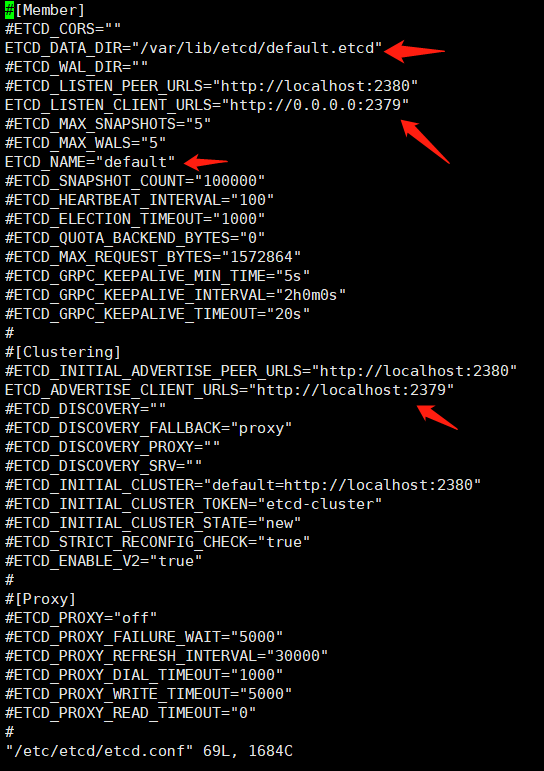 #[Member]
#ETCD_CORS=""
ETCD_DATA_DIR="/var/lib/etcd/default.etcd"
#ETCD_WAL_DIR=""
#ETCD_LISTEN_PEER_URLS="http://localhost:2380"
ETCD_LISTEN_CLIENT_URLS="http://0.0.0.0:2379"
#ETCD_MAX_SNAPSHOTS="5"
#ETCD_MAX_WALS="5"
ETCD_NAME="default"
#ETCD_SNAPSHOT_COUNT="100000"
#ETCD_HEARTBEAT_INTERVAL="100"
#ETCD_ELECTION_TIMEOUT="1000"
#ETCD_QUOTA_BACKEND_BYTES="0"
#ETCD_MAX_REQUEST_BYTES="1572864"
#ETCD_GRPC_KEEPALIVE_MIN_TIME="5s"
#ETCD_GRPC_KEEPALIVE_INTERVAL="2h0m0s"
#ETCD_GRPC_KEEPALIVE_TIMEOUT="20s"
#
#[Clustering]
#ETCD_INITIAL_ADVERTISE_PEER_URLS="http://localhost:2380"
ETCD_ADVERTISE_CLIENT_URLS="http://localhost:2379"
#ETCD_DISCOVERY=""
#ETCD_DISCOVERY_FALLBACK="proxy"
#ETCD_DISCOVERY_PROXY=""
#ETCD_DISCOVERY_SRV=""
#ETCD_INITIAL_CLUSTER="default=http://localhost:2380"
#ETCD_INITIAL_CLUSTER_TOKEN="etcd-cluster"
#ETCD_INITIAL_CLUSTER_STATE="new"
#ETCD_STRICT_RECONFIG_CHECK="true"
#ETCD_ENABLE_V2="true"
#
#[Proxy]
#ETCD_PROXY="off"
#ETCD_PROXY_FAILURE_WAIT="5000"
#ETCD_PROXY_REFRESH_INTERVAL="30000"
#ETCD_PROXY_DIAL_TIMEOUT="1000"
#ETCD_PROXY_WRITE_TIMEOUT="5000"
#ETCD_PROXY_READ_TIMEOUT="0"
#
"/etc/etcd/etcd.conf" 69L, 1684C